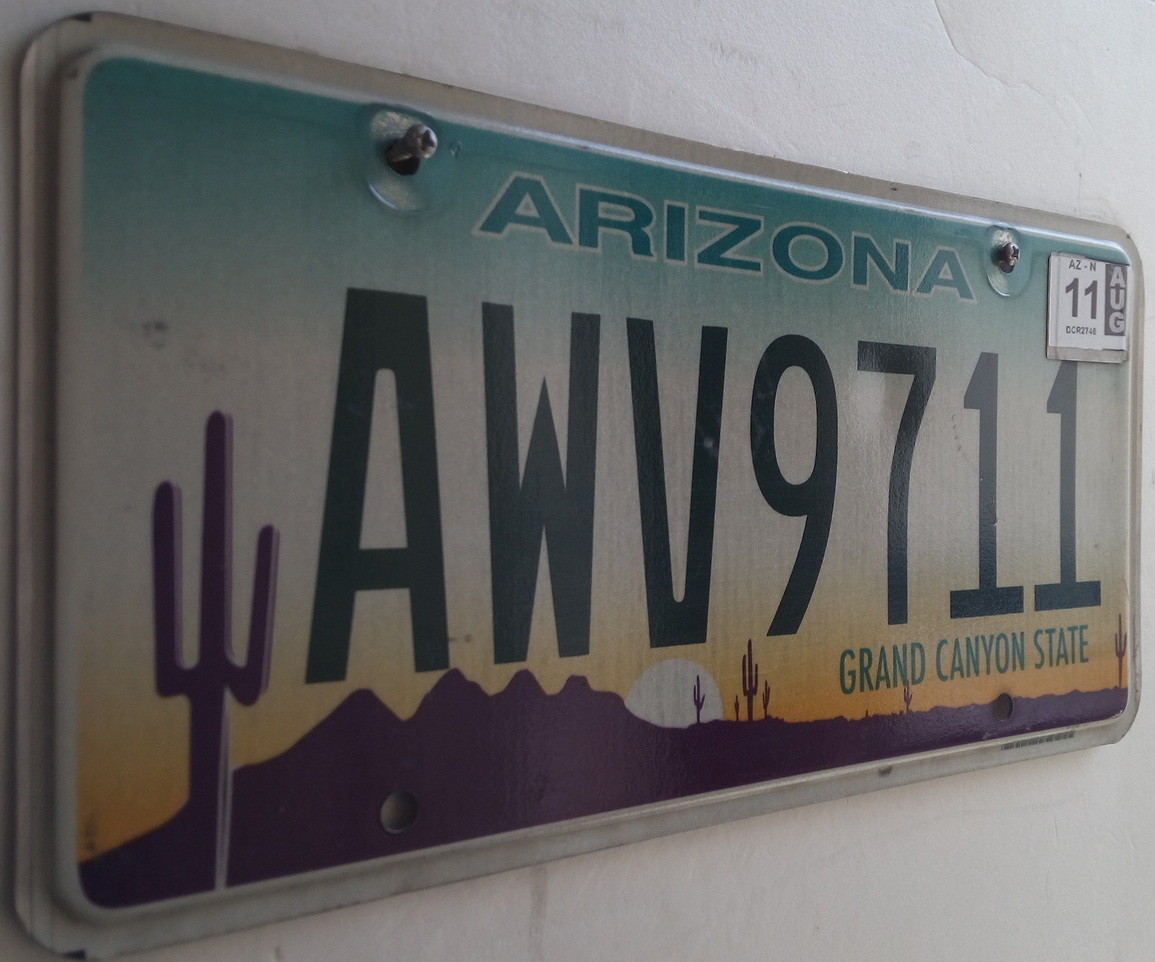 ARIZONA
AZ - N
11
AUG
AWV9711
GRAND CANYON STATE